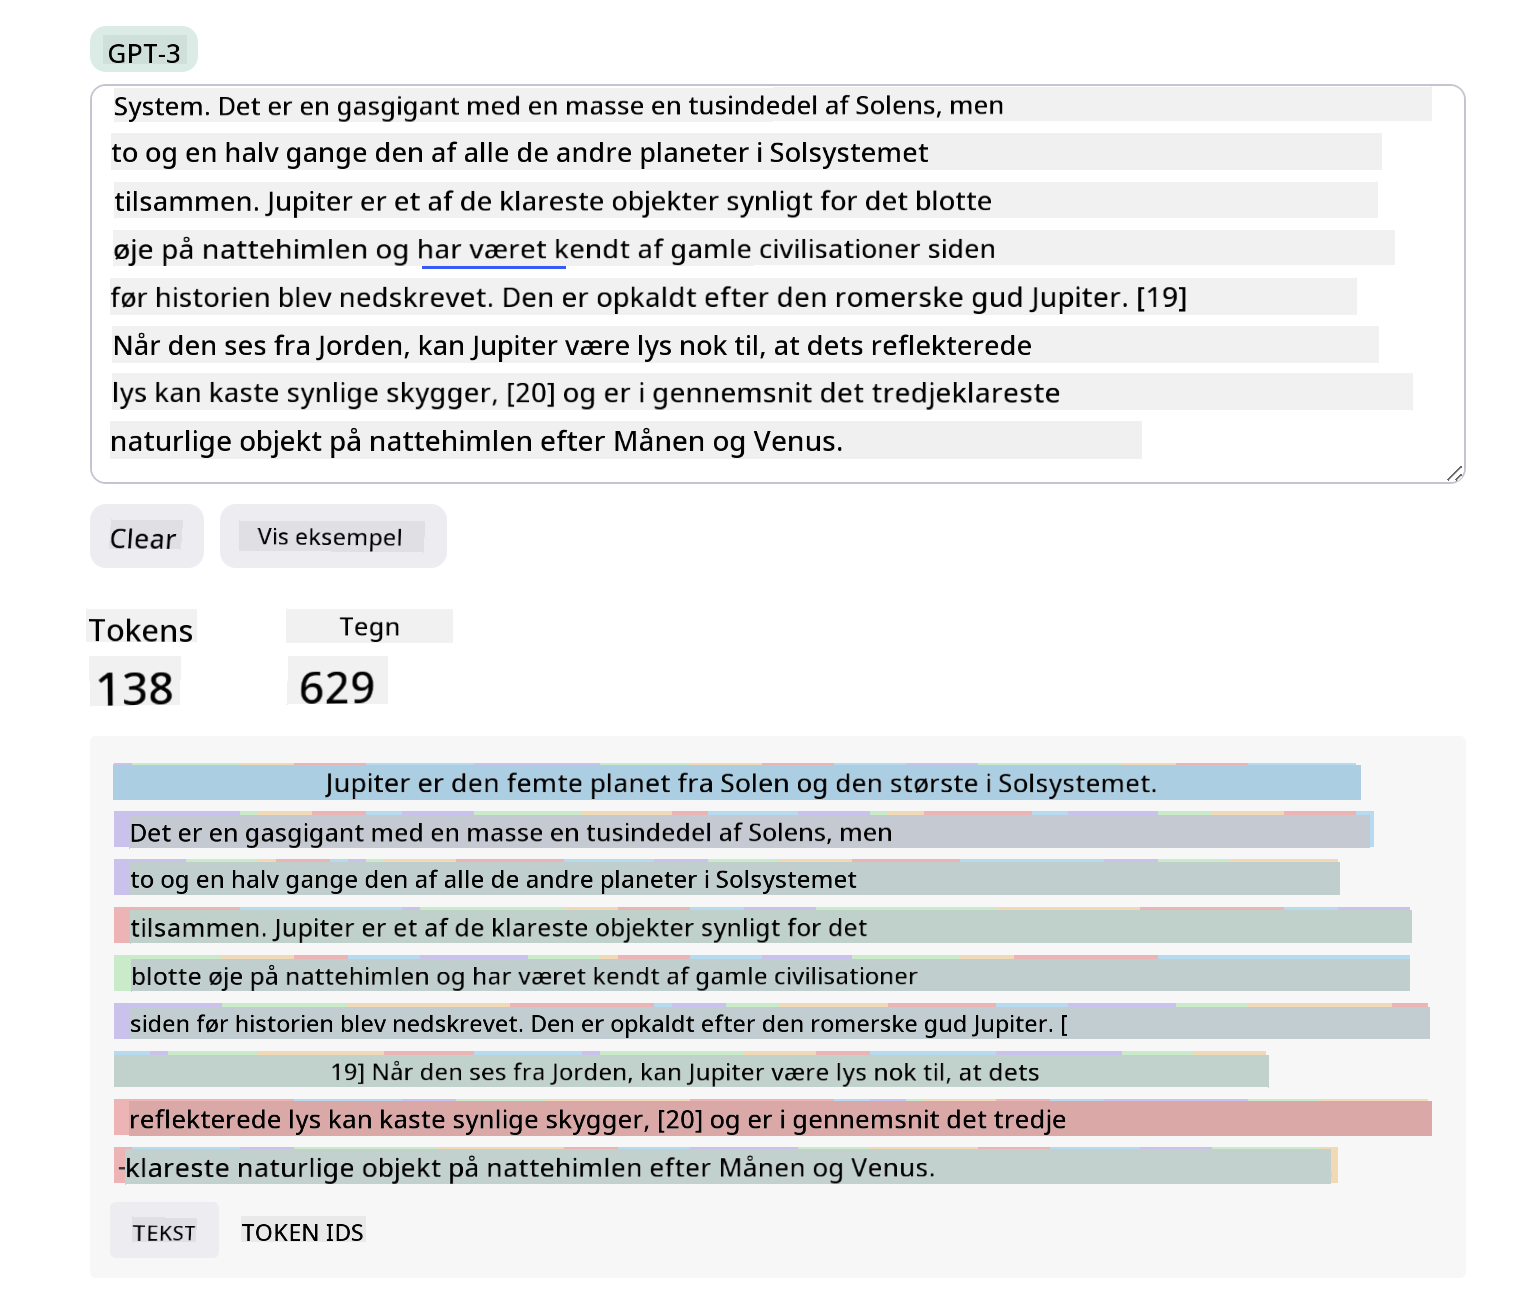 GPT-3
System. Det er en gasgigant med en masse en tusindedel af Solens, men
to og en halv gange den af alle de andre planeter i Solsystemet
tilsammen. Jupiter er et af de klareste objekter synligt for det blotte
øje på nattehimlen og har været kendt af gamle civilisationer siden
før historien blev nedskrevet. Den er opkaldt efter den romerske gud Jupiter. [19]
Når den ses fra Jorden, kan Jupiter være lys nok til, at dets reflekterede
lys kan kaste synlige skygger, [20] og er i gennemsnit det tredjeklareste
naturlige objekt på nattehimlen efter Månen og Venus.
Clear
Vis eksempel
Tokens
Tegn
138
629
Jupiter er den femte planet fra Solen og den største i Solsystemet.
Det er en gasgigant med en masse en tusindedel af Solens, men
to og en halv gange den af alle de andre planeter i Solsystemet
tilsammen. Jupiter er et af de klareste objekter synligt for det
blotte øje på nattehimlen og har været kendt af gamle civilisationer
siden før historien blev nedskrevet. Den er opkaldt efter den romerske gud Jupiter. [
19] Når den ses fra Jorden, kan Jupiter være lys nok til, at dets
reflekterede lys kan kaste synlige skygger, [20] og er i gennemsnit det tredje
-klareste naturlige objekt på nattehimlen efter Månen og Venus.
TEKST
TOKEN IDS